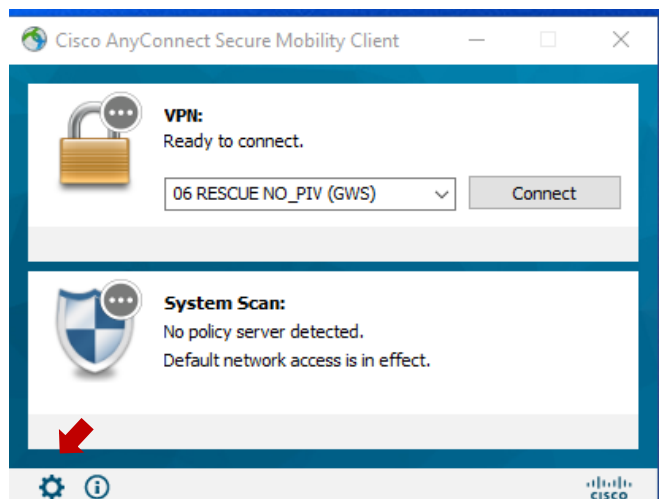 Cisco AnyConnect Secure Mobility Client
VPN:
Ready to connect.
06 RESCUE NO_PIV (GWS)
Connect
System Scan:
No policy server detected.
Default network access is in effect.
CISCO